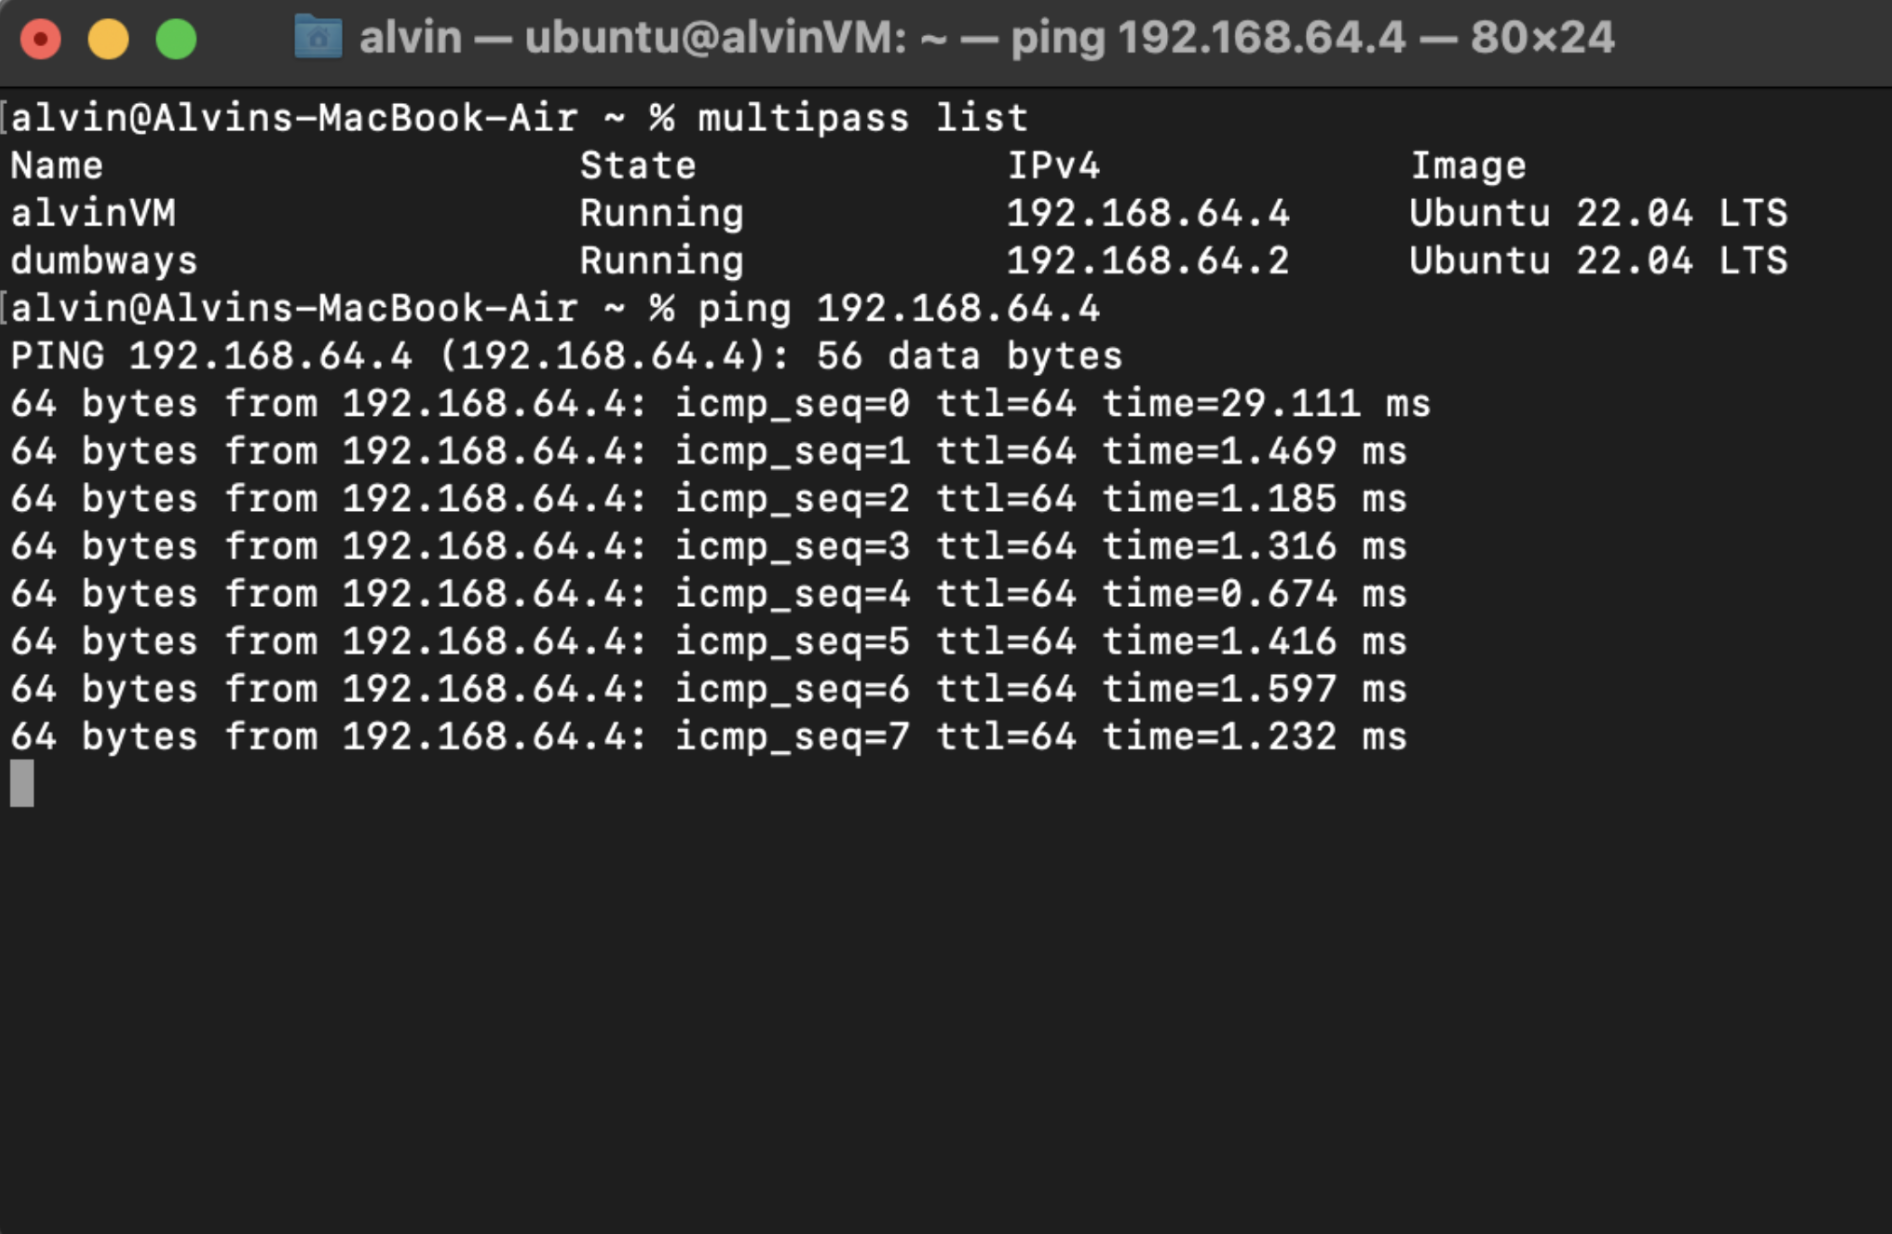 alvin — ubuntu@alvinVM: ~ — ping 192.168.64.4 — 80×24
[alvin@Alvins-MacBook-Air ~ % multipass list
Name State IPv4 Image
alvinVM Running 192.168.64.4 Ubuntu 22.04 LTS
dumbways Running 192.168.64.2 Ubuntu 22.04 LTS
[alvin@Alvins-MacBook-Air ~ % ping 192.168.64.4
PING 192.168.64.4 (192.168.64.4): 56 data bytes
64 bytes from 192.168.64.4: icmp_seq=0 ttl=64 time=29.111 ms
64 bytes from 192.168.64.4: icmp_seq=1 ttl=64 time=1.469 ms
64 bytes from 192.168.64.4: icmp_seq=2 ttl=64 time=1.185 ms
64 bytes from 192.168.64.4: icmp_seq=3 ttl=64 time=1.316 ms
64 bytes from 192.168.64.4: icmp_seq=4 ttl=64 time=0.674 ms
64 bytes from 192.168.64.4: icmp_seq=5 ttl=64 time=1.416 ms
64 bytes from 192.168.64.4: icmp_seq=6 ttl=64 time=1.597 ms
64 bytes from 192.168.64.4: icmp_seq=7 ttl=64 time=1.232 ms